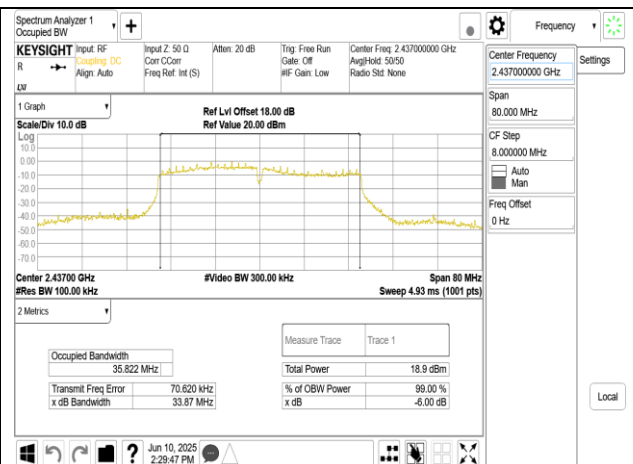 Spectrum Analyzer 1
Occupied BW
Frequency
KEYSIGHT
R
LXI
Input: RF
Coupling: DC
Align: Auto
Input Z: 50 Ω
Corr CCorr
Freq Ref: Int (S)
Atten: 20 dB
Trig: Free Run
Gate: Off
#IF Gain: Low
Center Freq: 2.437000000 GHz
Avg|Hold: 50/50
Radio Std: None
Center Frequency
2.437000000 GHz
Settings
Span
80.000 MHz
CF Step
8.000000 MHz
Auto
Man
Freq Offset
0 Hz
Local
1 Graph
Scale/Div 10.0 dB
Ref Lvl Offset 18.00 dB
Ref Value 20.00 dBm
Log
10.0
0.00
-10.0
-20.0
-30.0
-40.0
-50.0
-60.0
-70.0
Center 2.43700 GHz
#Res BW 100.00 kHz
#Video BW 300.00 kHz
Span 80 MHz
Sweep 4.93 ms (1001 pts)
2 Metrics
Measure Trace
Trace 1
Occupied Bandwidth
35.822 MHz
Total Power
18.9 dBm
Transmit Freq Error
70.620 kHz
% of OBW Power
99.00 %
x dB Bandwidth
33.87 MHz
x dB
-6.00 dB
?
Jun 10, 2025
2:29:47 PM